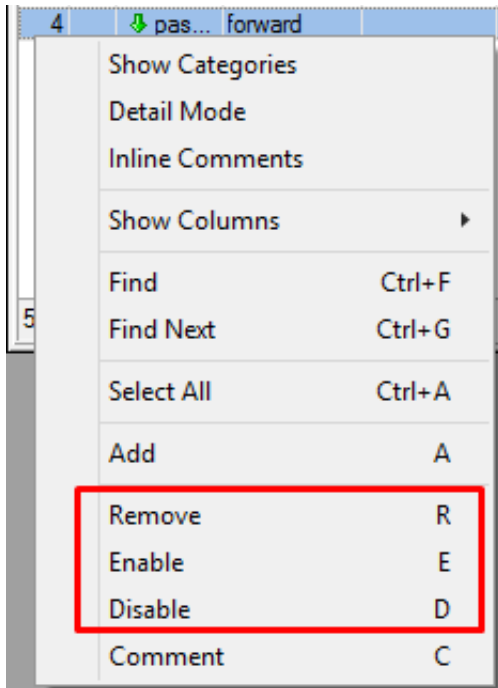 4 pas... forward
Show Categories
Detail Mode
Inline Comments
Show Columns
Find Ctrl+F
Find Next Ctrl+G
5
Select All Ctrl+A
Add A
Remove R
Enable E
Disable D
Comment C